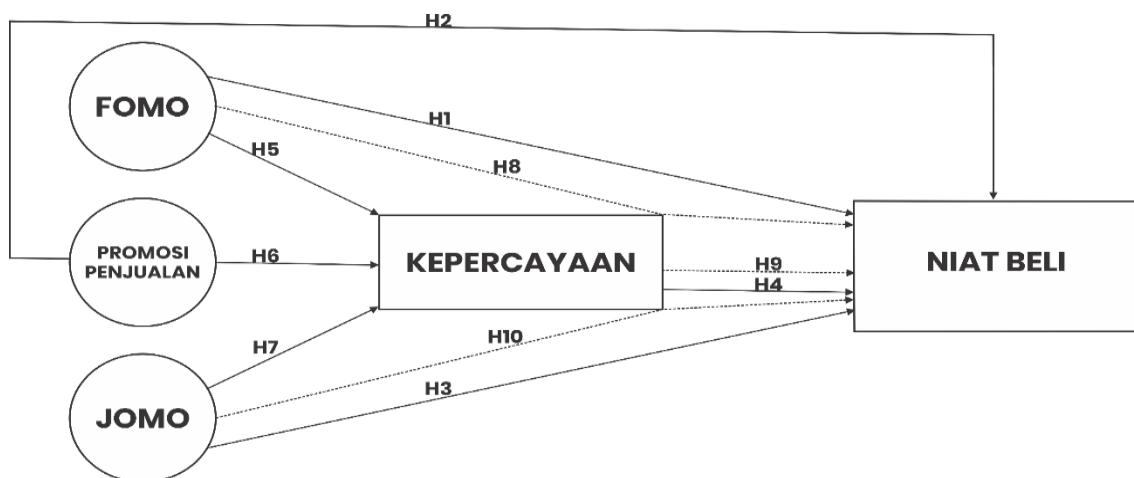 H2
FOMO
H1
H5
H8
PROMOSI
PENJUALAN
H6
KEPERCAYAAN
H9
H4
NIAT BELI
H7
H10
JOMO
H3